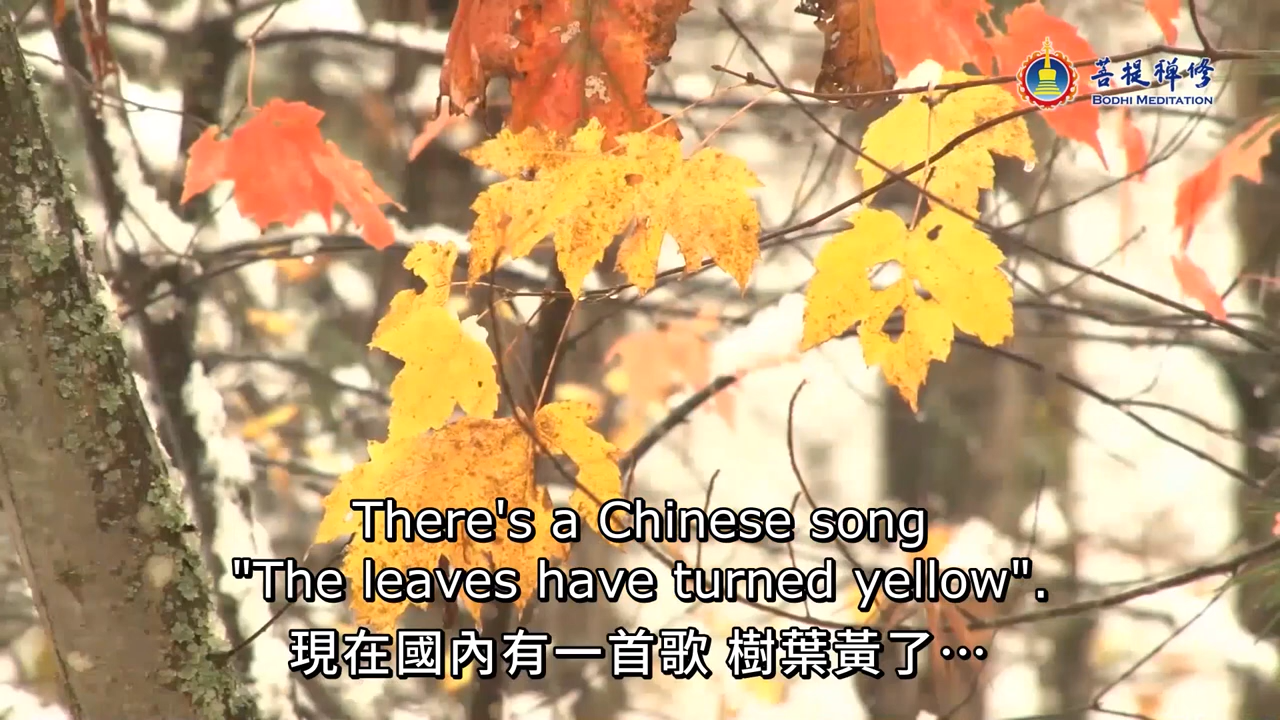 菩提禪修
BODHI MEDITATION
There's a Chinese song
"The leaves have turned yellow".
現在國內有一首歌 樹葉黃了…